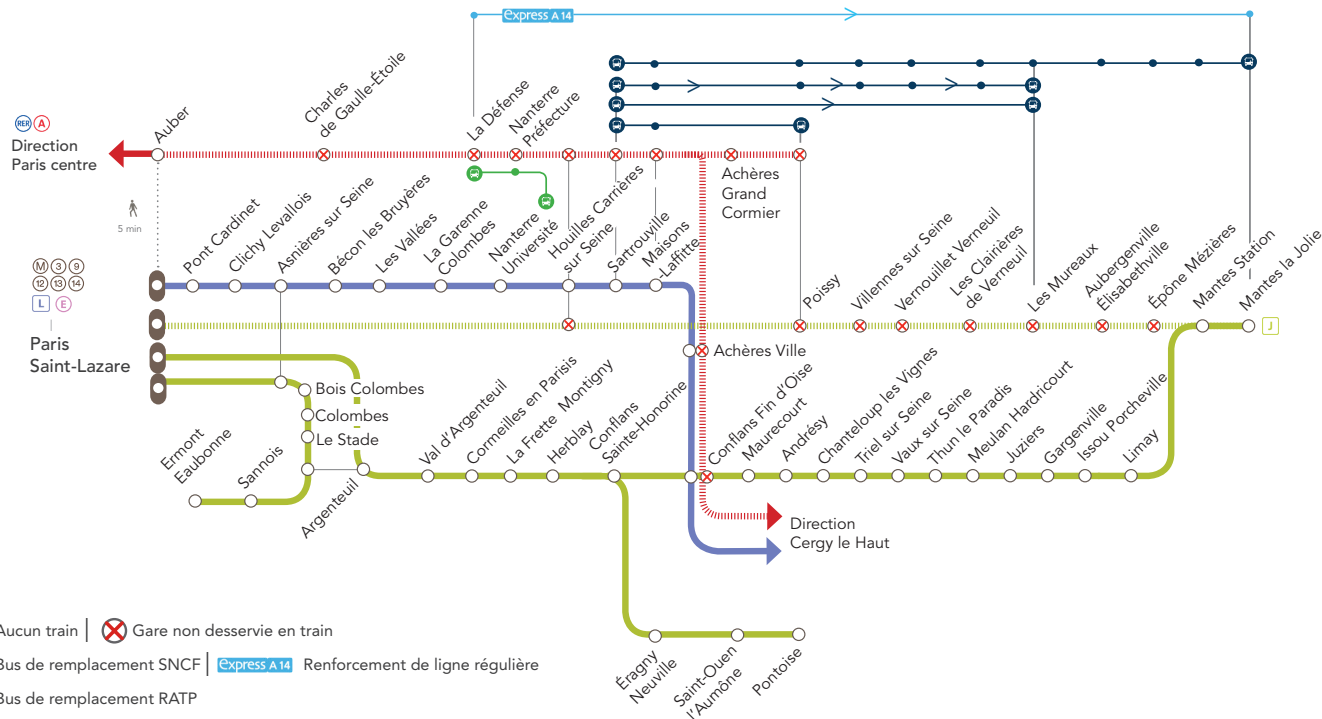 express A 14
RER A
Direction
Paris centre
Auber
Charles
de Gaulle-Étoile
La Défense
Nanterre
Préfecture
Achères
Grand
Cormier
5 min
Pont Cardinet
Clichy Levallois
Asnières sur Seine
Bécon les Bruyères
Les Vallées
La Garenne
Colombes
Nanterre
Université
Houilles Carrières
sur Seine
Sartrouville
Maisons
-Laffitte
Poissy
Villennes sur Seine
Vernouillet Verneuil
Les Clairières
de Verneuil
Les Mureaux
Aubergenville
Élisabethville
Épône Mézières
Mantes Station
Mantes la Jolie
J
M 3 9
12 13 14
L E
Paris
Saint-Lazare
Achères Ville
Bois Colombes
Colombes
Le Stade
Ermont
Eaubonne
Sannois
Argenteuil
Val d'Argenteuil
Cormeilles en Parisis
La Frette Montigny
Herblay
Conflans
Sainte-Honorine
Conflans Fin d'Oise
Maurecourt
Andrésy
Chanteloup les Vignes
Triel sur Seine
Vaux sur Seine
Thun le Paradis
Meulan Hardricourt
Juziers
Gargenville
Issou Porcheville
Limay
Direction
Cergy le Haut
Éragny
Neuville
Saint-Ouen
l'Aumône
Pontoise
Aucun train | Gare non desservie en train
Bus de remplacement SNCF | express A 14 Renforcement de ligne régulière
Bus de remplacement RATP